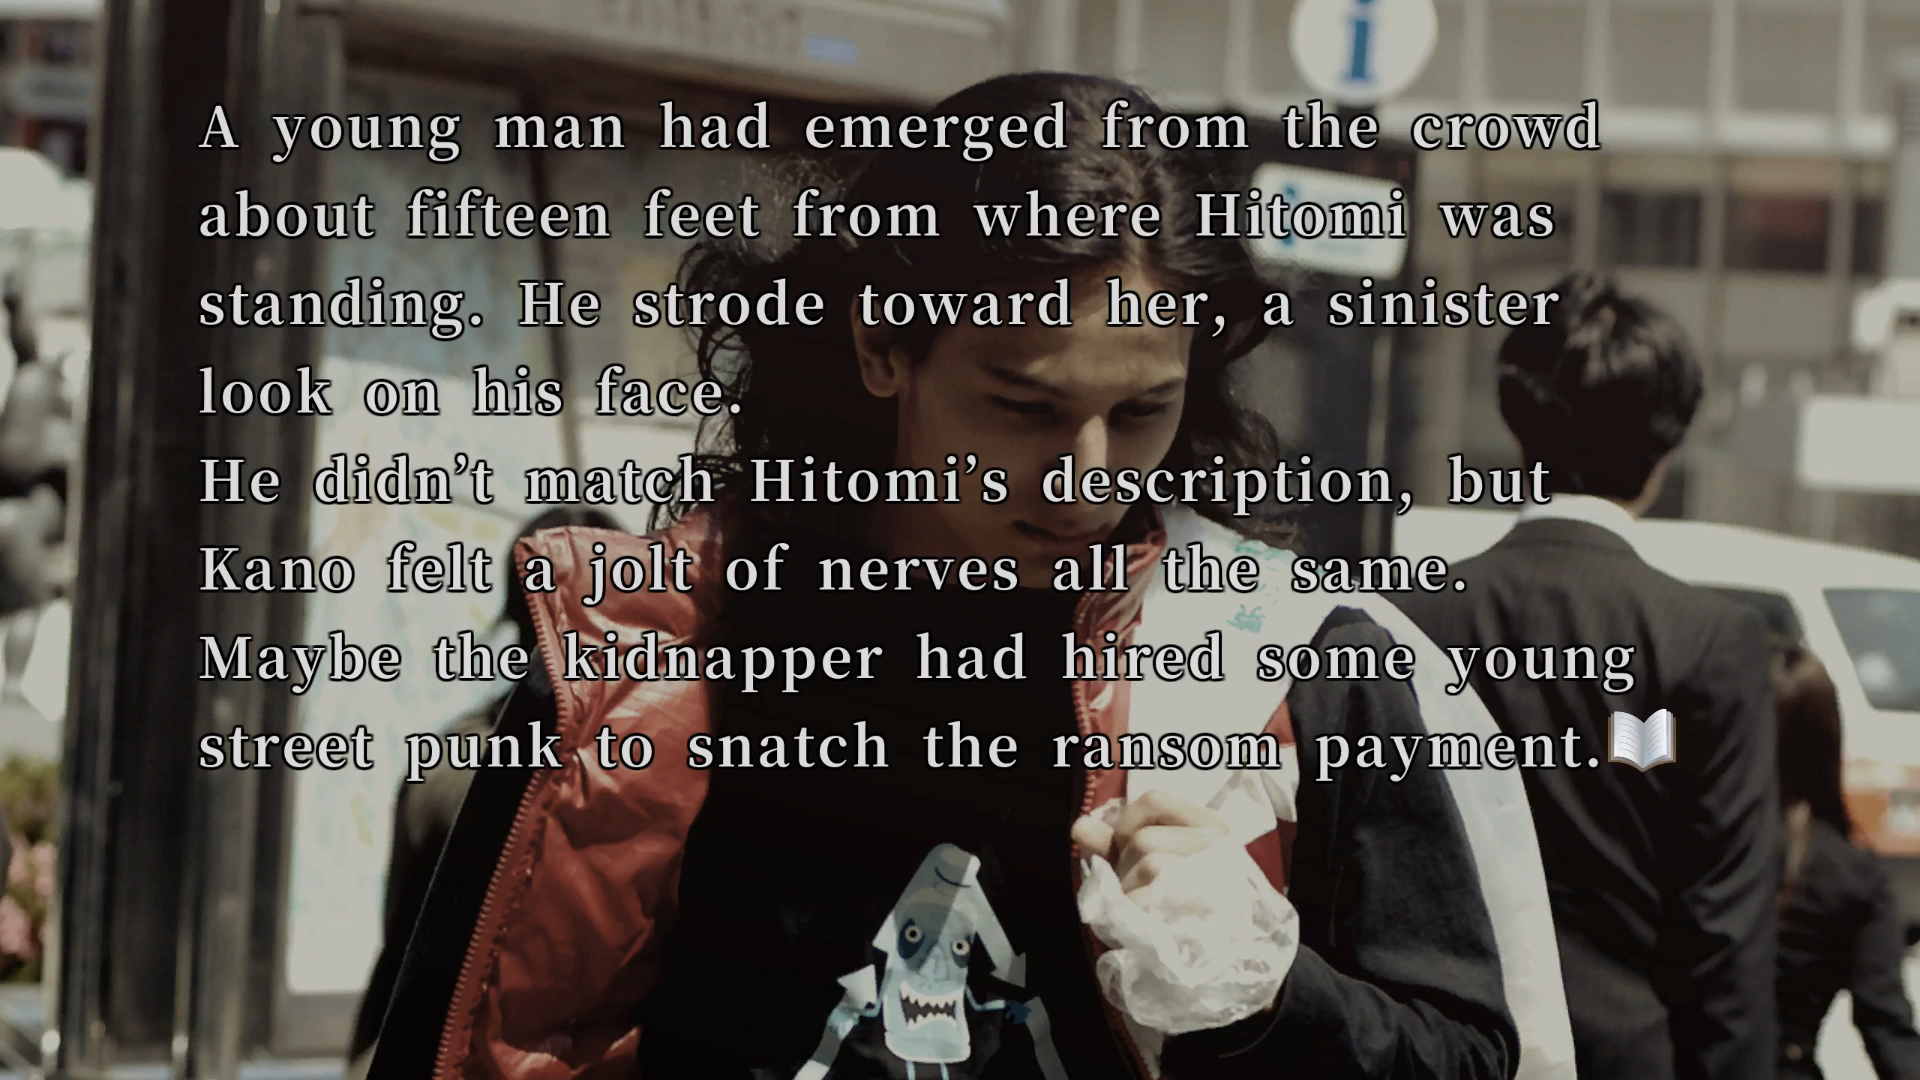 A young man had emerged from the crowd
about fifteen feet from where Hitomi was
standing. He strode toward her, a sinister
look on his face.
He didn’t match Hitomi’s description, but
Kano felt a jolt of nerves all the same.
Maybe the kidnapper had hired some young
street punk to snatch the ransom payment.
i